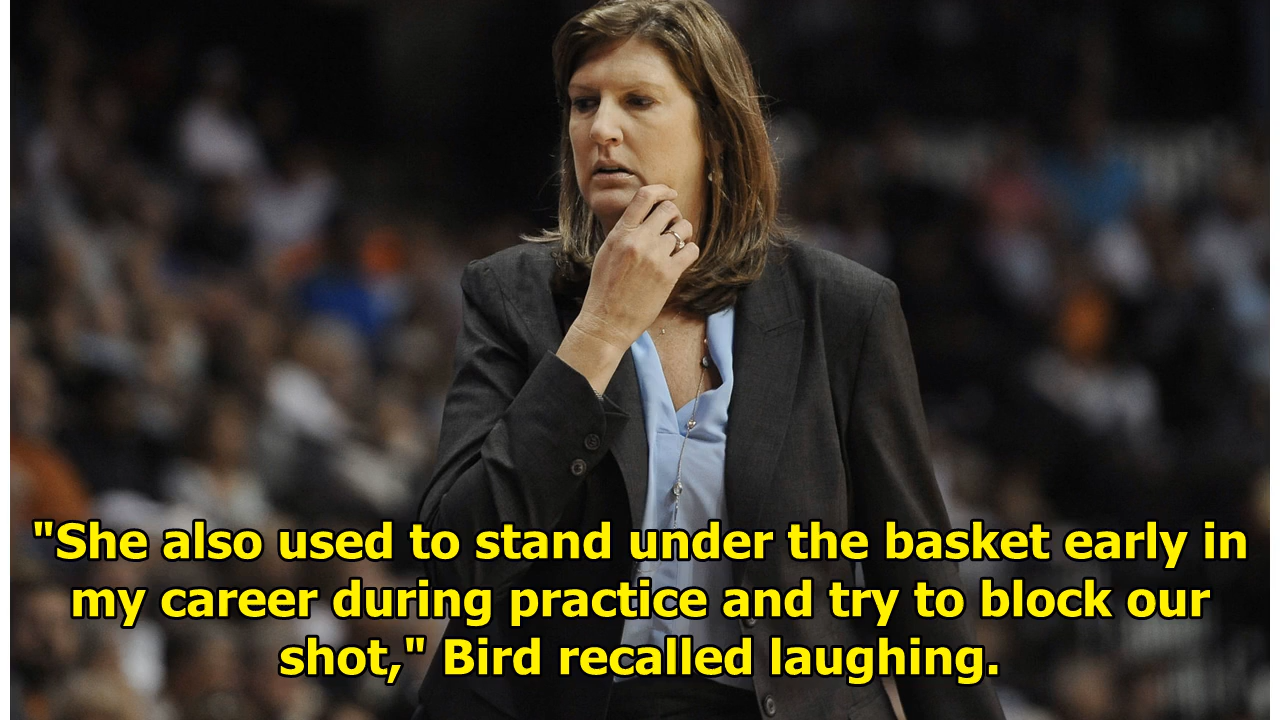 "She also used to stand under the basket early in
my career during practice and try to block our
shot," Bird recalled laughing.